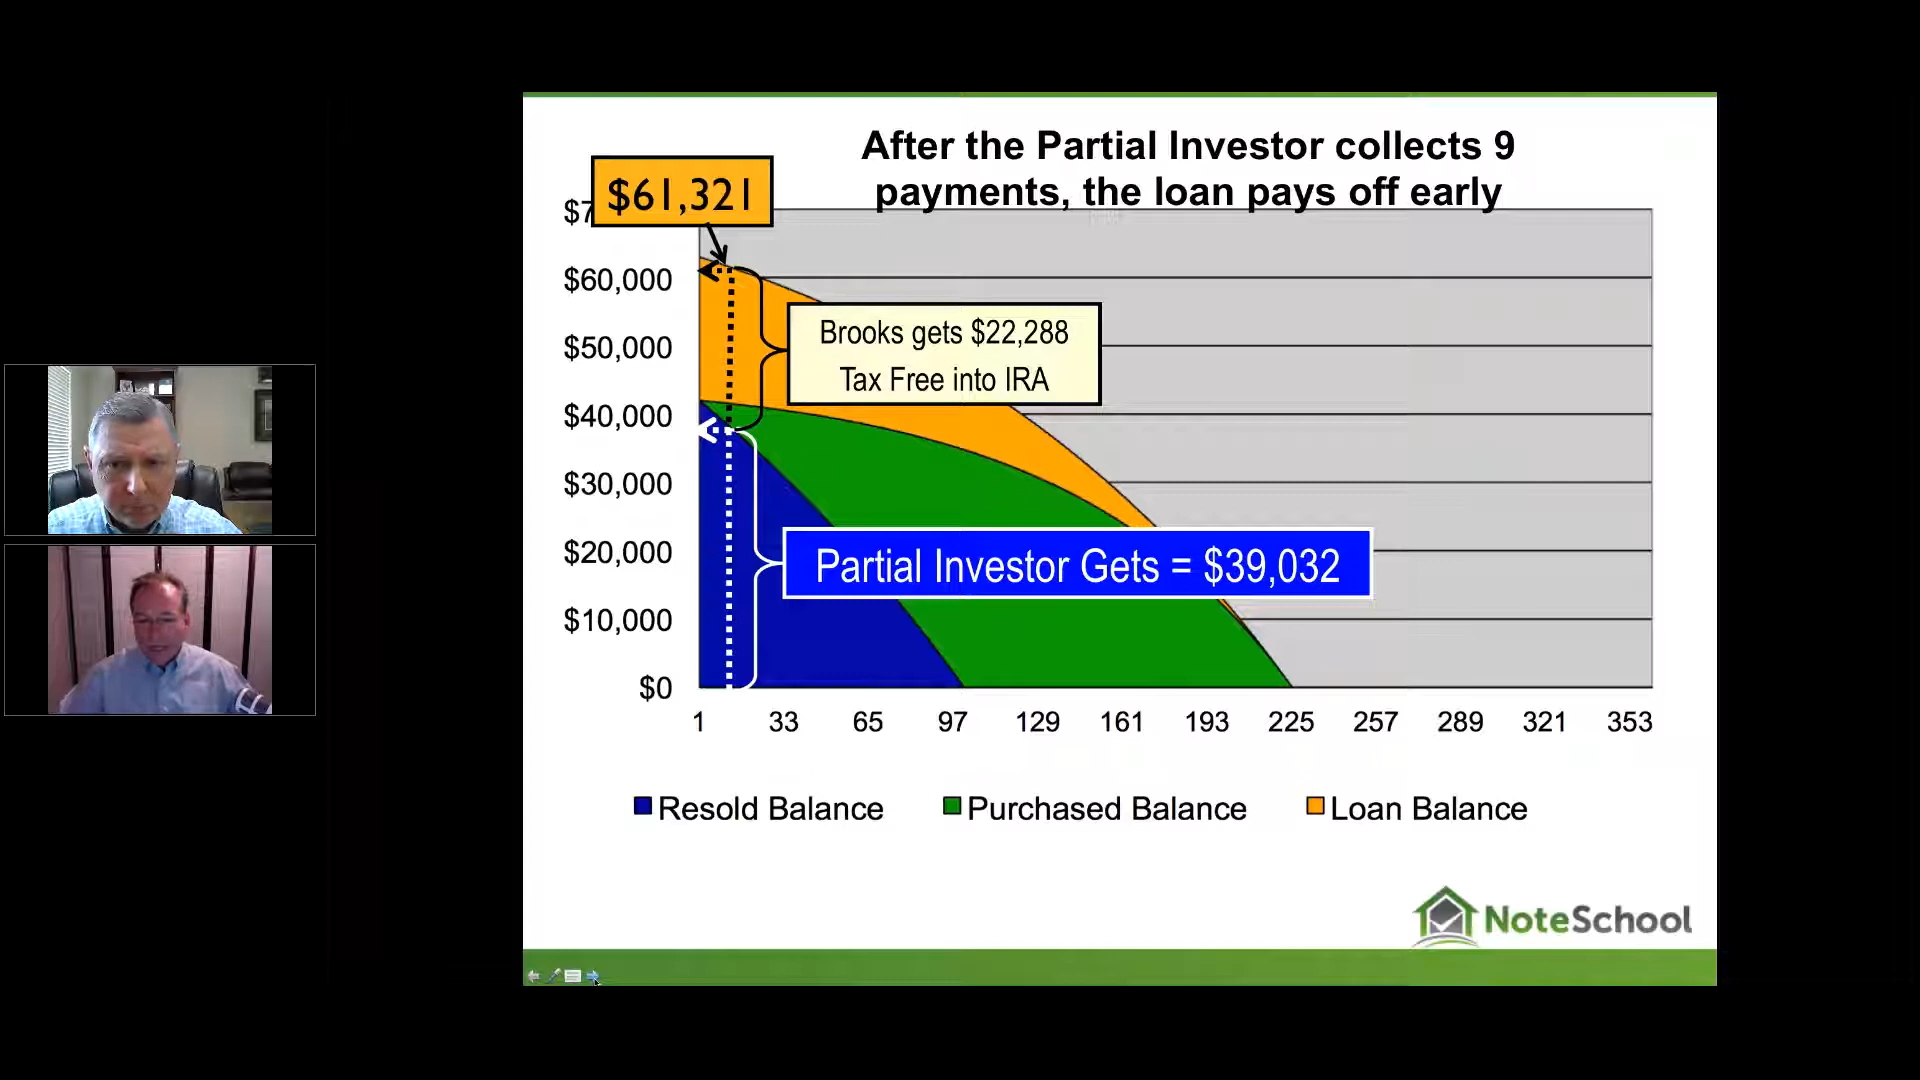 After the Partial Investor collects 9
payments, the loan pays off early
$61,321
$7
$60,000
$50,000
$40,000
$30,000
$20,000
$10,000
$0
Brooks gets $22,288
Tax Free into IRA
Partial Investor Gets = $39,032
1 33 65 97 129 161 193 225 257 289 321 353
Resold Balance Purchased Balance Loan Balance
NoteSchool